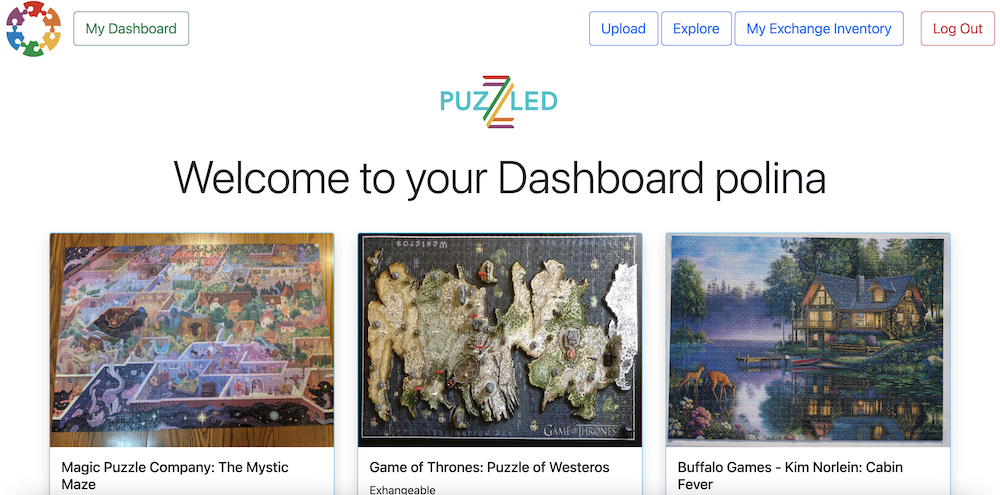 My Dashboard
Upload
Explore
My Exchange Inventory
Log Out
PUZZLED
Welcome to your Dashboard polina
Westeros
GAME OF THRONES
Magic Puzzle Company: The Mystic
Maze
Game of Thrones: Puzzle of Westeros
Exhangeable
Buffalo Games - Kim Norlein: Cabin
Fever